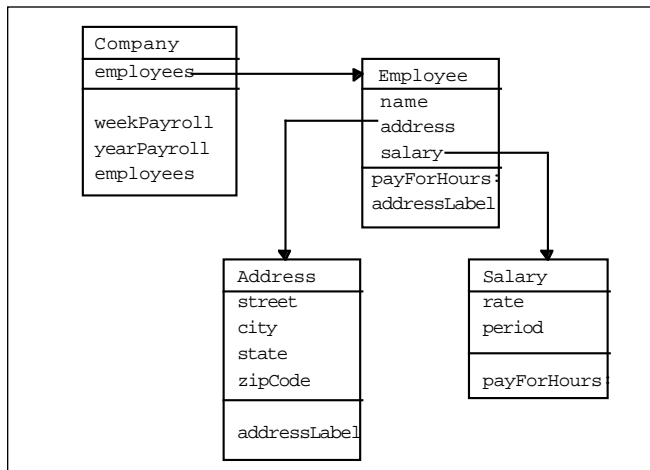 Company
employees
weekPayroll
yearPayroll
employees
Employee
name
address
salary
payForHours:
addressLabel
Address
street
city
state
zipCode
addressLabel
Salary
rate
period
payForHours: